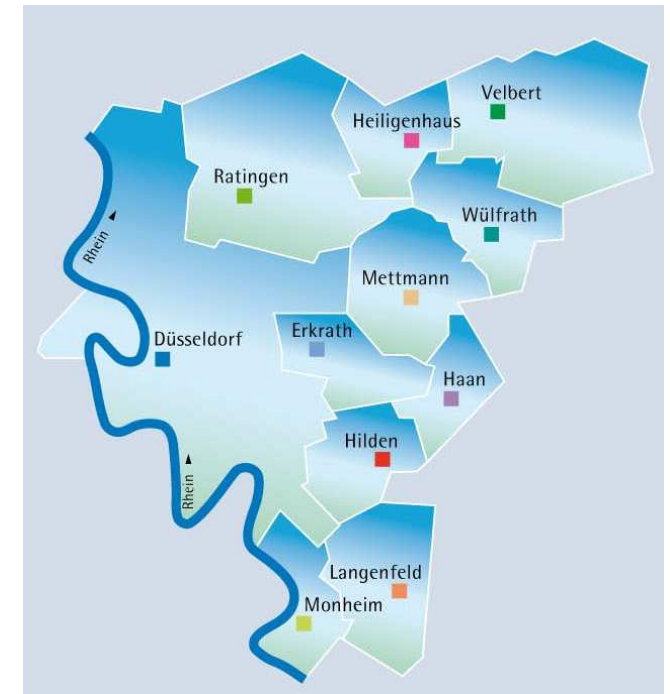 Velbert
Heiligenhaus
Ratingen
Wülfrath
Rhein
Mettmann
Erkrath
Düsseldorf
Haan
Hilden
Rhein
Langenfeld
Monheim